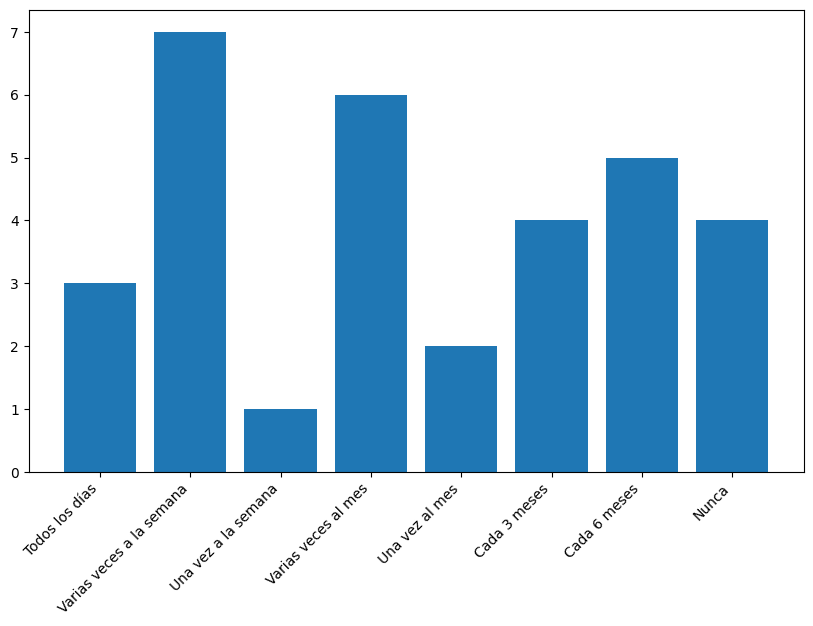 7
6
5
4
3
2
1
0
Todos los días
Varias veces a la semana
Una vez a la semana
Varias veces al mes
Una vez al mes
Cada 3 meses
Cada 6 meses
Nunca